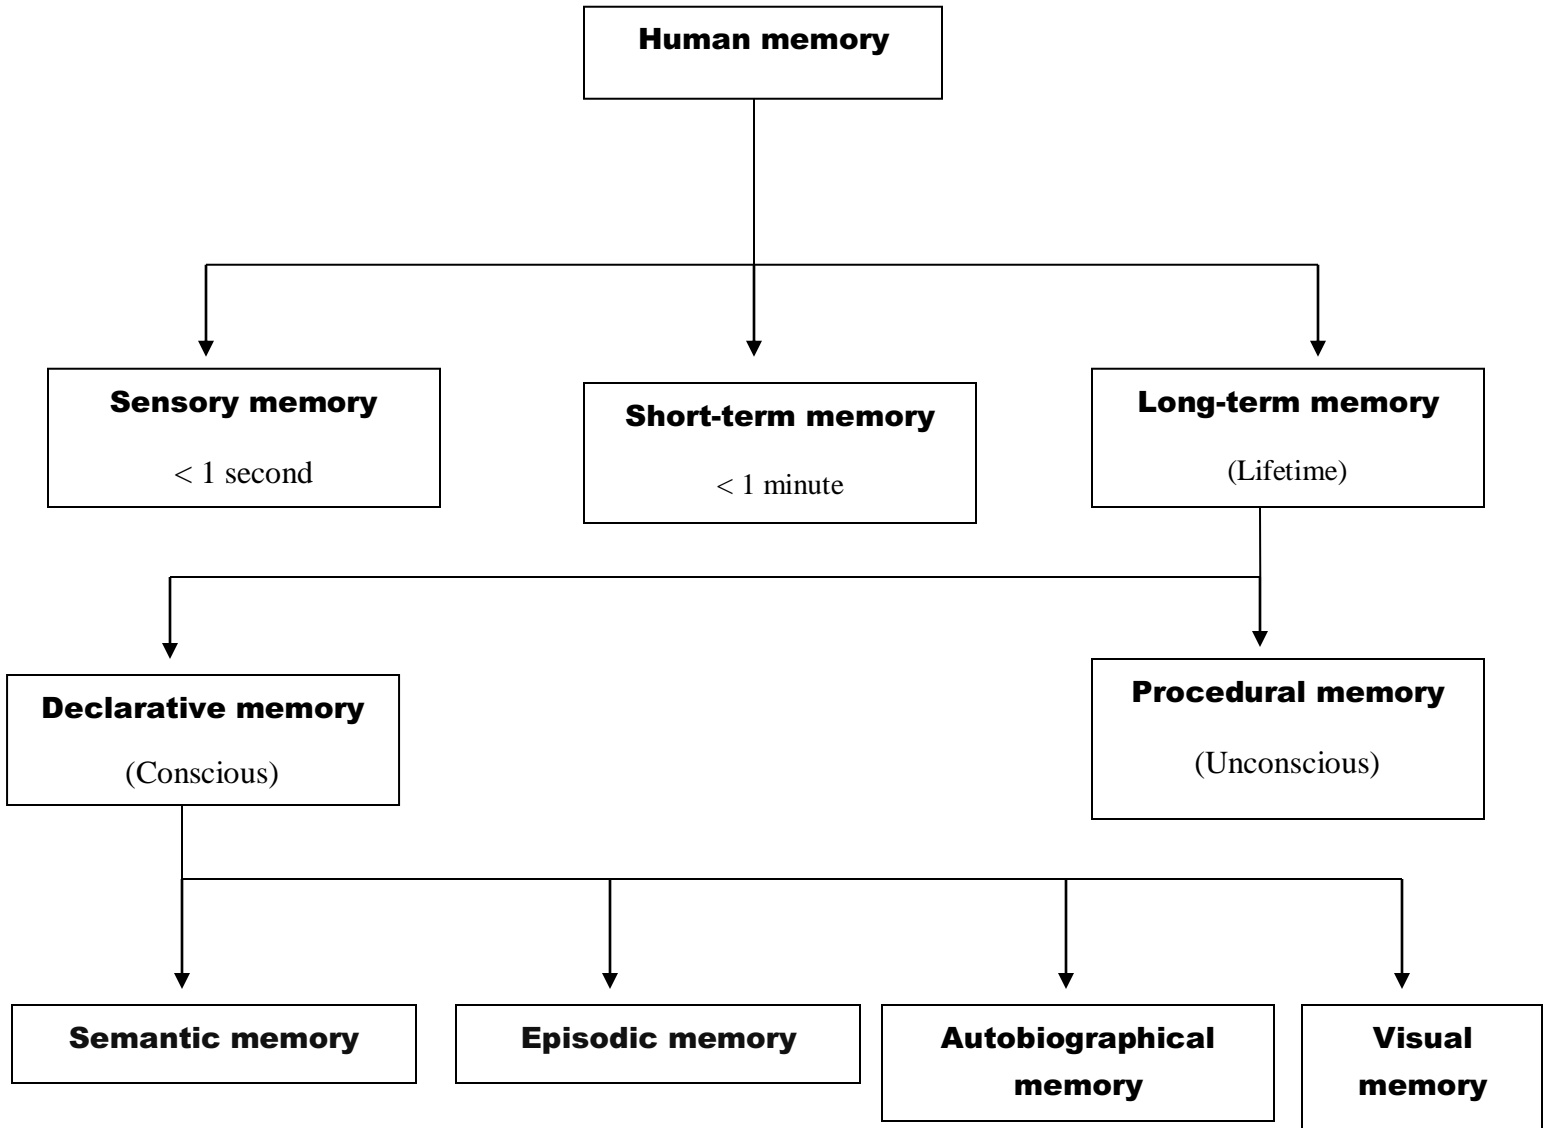 Human memory
Sensory memory
< 1 second
Short-term memory
< 1 minute
Long-term memory
(Lifetime)
Declarative memory
(Conscious)
Procedural memory
(Unconscious)
Semantic memory
Episodic memory
Autobiographical
memory
Visual
memory